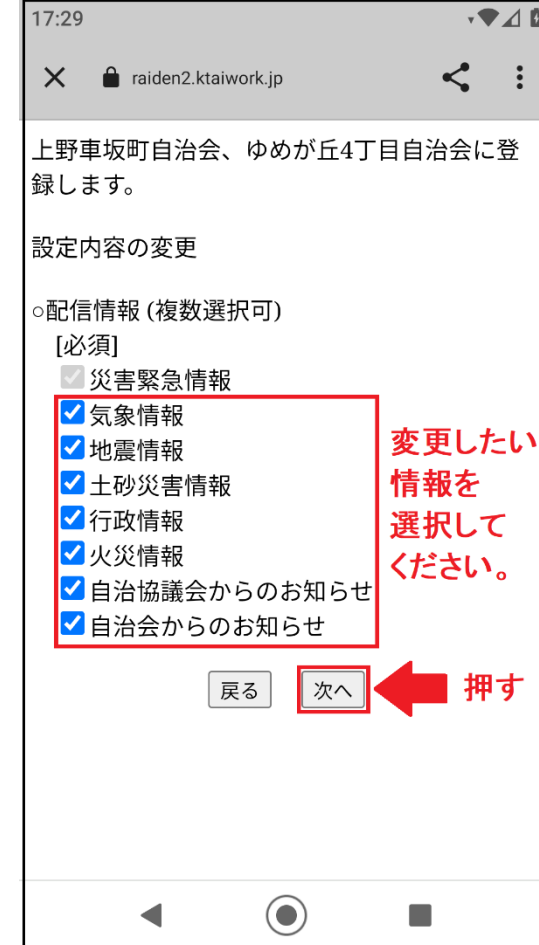 17:29
raiden2.ktaiwork.jp
上野車坂町自治会、ゆめが丘4丁目自治会に登
録します。
設定内容の変更
○配信情報 (複数選択可)
[必須]
災害緊急情報
気象情報
地震情報
土砂災害情報
行政情報
火災情報
自治協議会からのお知らせ
自治会からのお知らせ
変更したい
情報を
選択して
ください。
戻る
次へ
押す